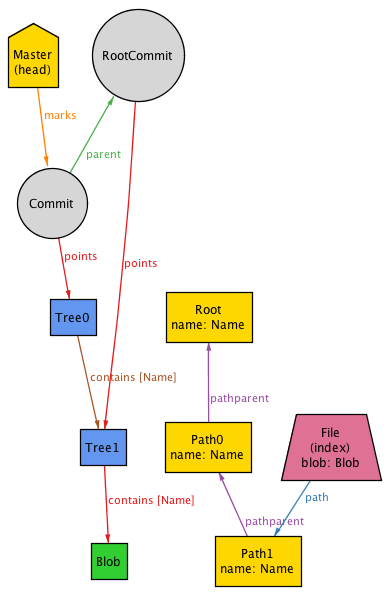 Master
(head)
RootCommit
marks
parent
Commit
points
points
Tree0
Root
name: Name
contains [Name]
pathparent
Tree1
Path0
name: Name
File
(index)
blob: Blob
contains [Name]
path
pathparent
Blob
Path1
name: Name